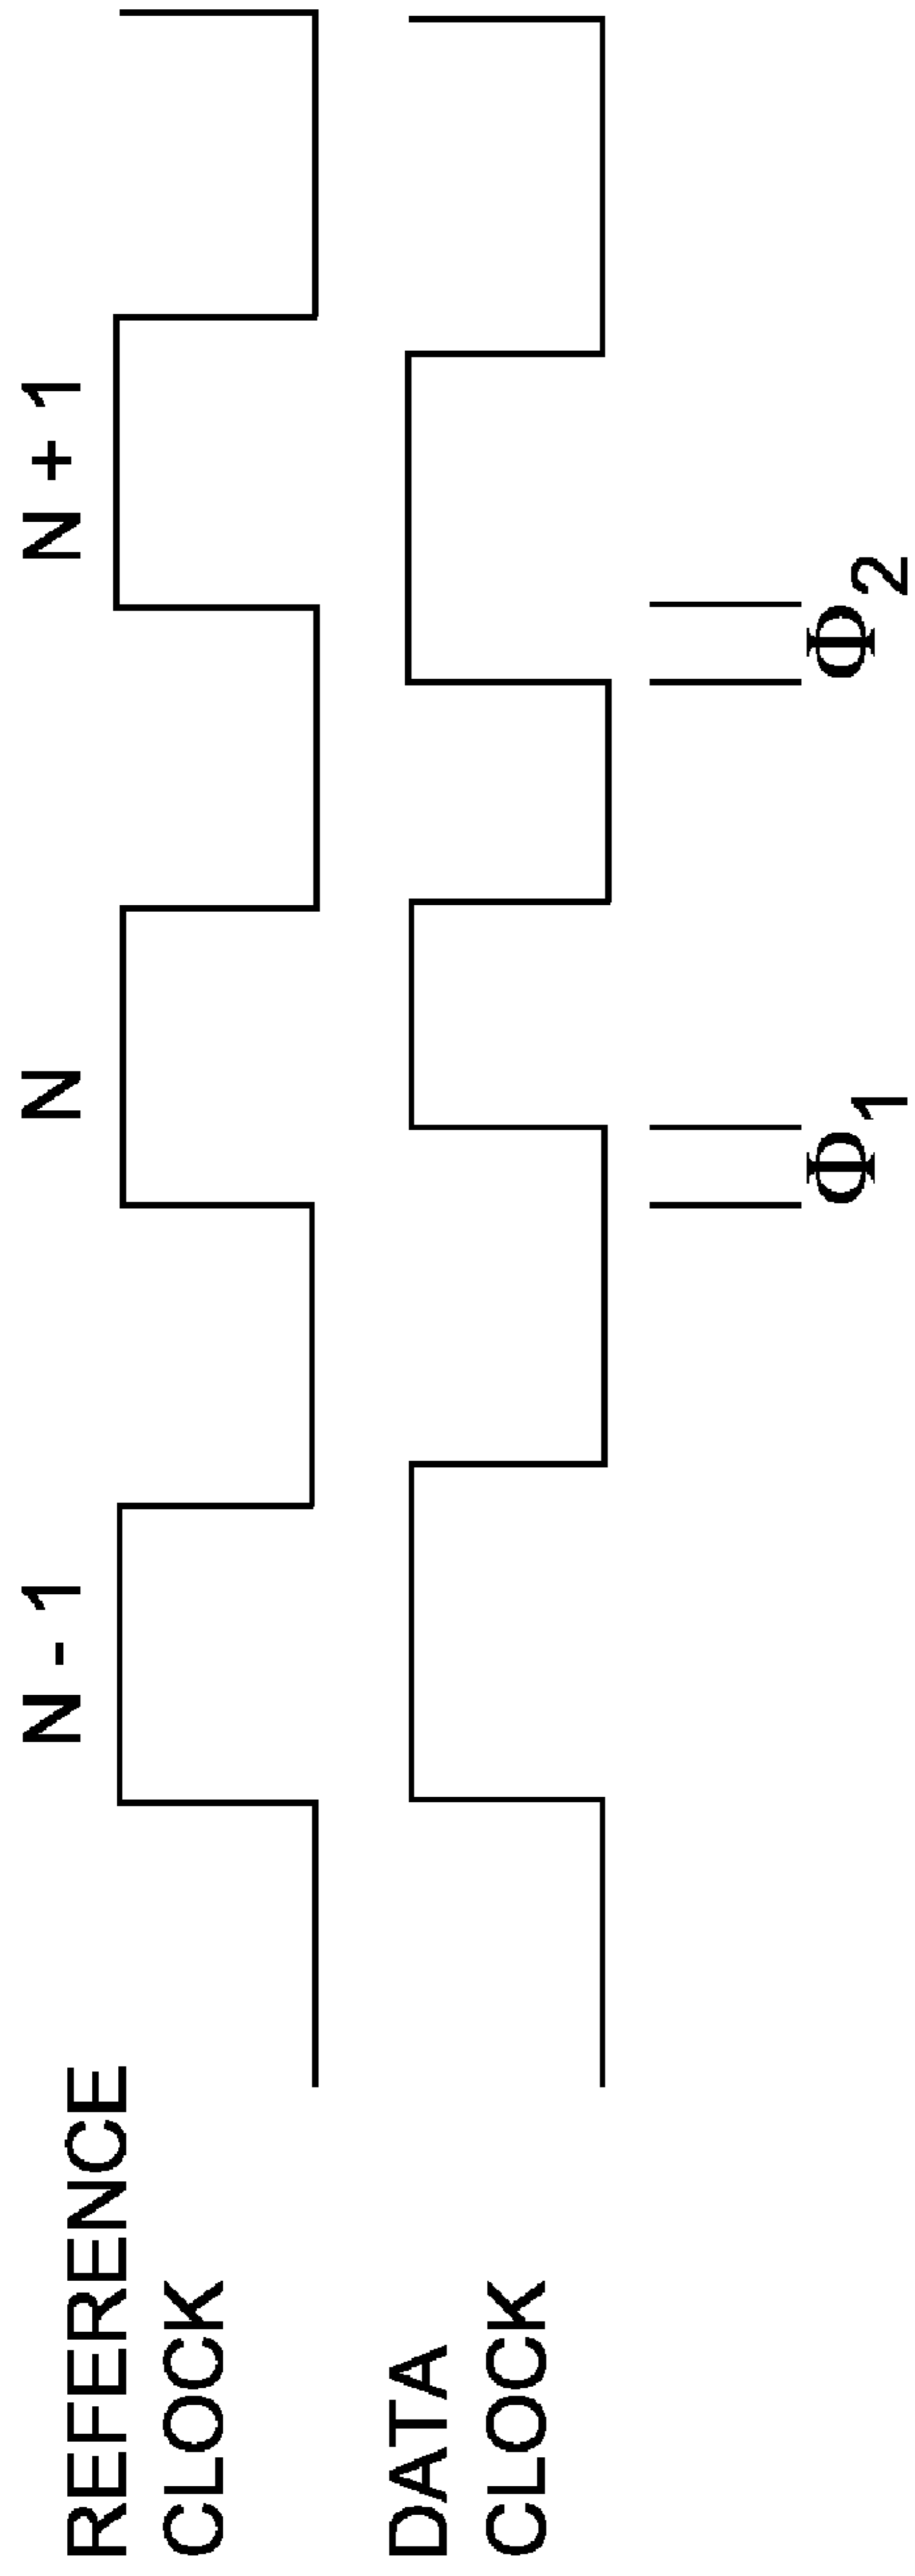 N - 1
N
N + 1
REFERENCE
CLOCK
DATA
CLOCK
Φ1
Φ2